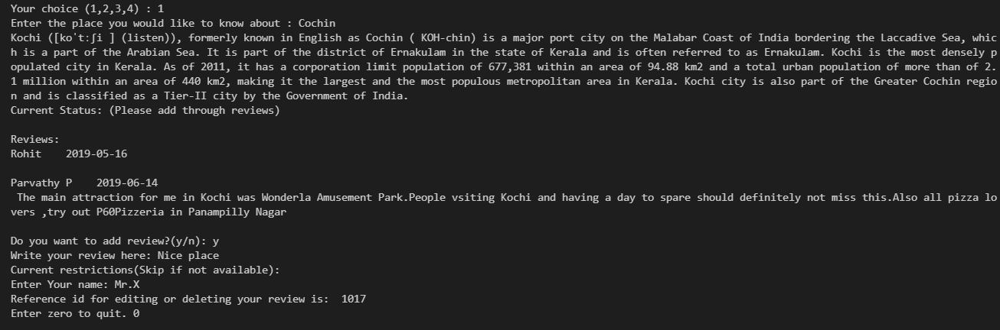 Your choice (1,2,3,4) : 1
Enter the place you would like to know about : Cochin
Kochi ([koˈtːʃi ] (listen)), formerly known in English as Cochin ( KOH-chin) is a major port city on the Malabar Coast of India bordering the Laccadive Sea, whic
h is a part of the Arabian Sea. It is part of the district of Ernakulam in the state of Kerala and is often referred to as Ernakulam. Kochi is the most densely p
opulated city in Kerala. As of 2011, it has a corporation limit population of 677,381 within an area of 94.88 km2 and a total urban population of more than of 2.
1 million within an area of 440 km2, making it the largest and the most populous metropolitan area in Kerala. Kochi city is also part of the Greater Cochin regio
n and is classified as a Tier-II city by the Government of India.
Current Status: (Please add through reviews)
Reviews:
Rohit    2019-05-16
Parvathy P    2019-06-14
 The main attraction for me in Kochi was Wonderla Amusement Park.People vsiting Kochi and having a day to spare should definitely not miss this.Also all pizza lo
vers ,try out P60Pizzeria in Panampilly Nagar
Do you want to add review?(y/n): y
Write your review here: Nice place
Current restrictions(Skip if not available):
Enter Your name: Mr.X
Reference id for editing or deleting your review is:  1017
Enter zero to quit. 0